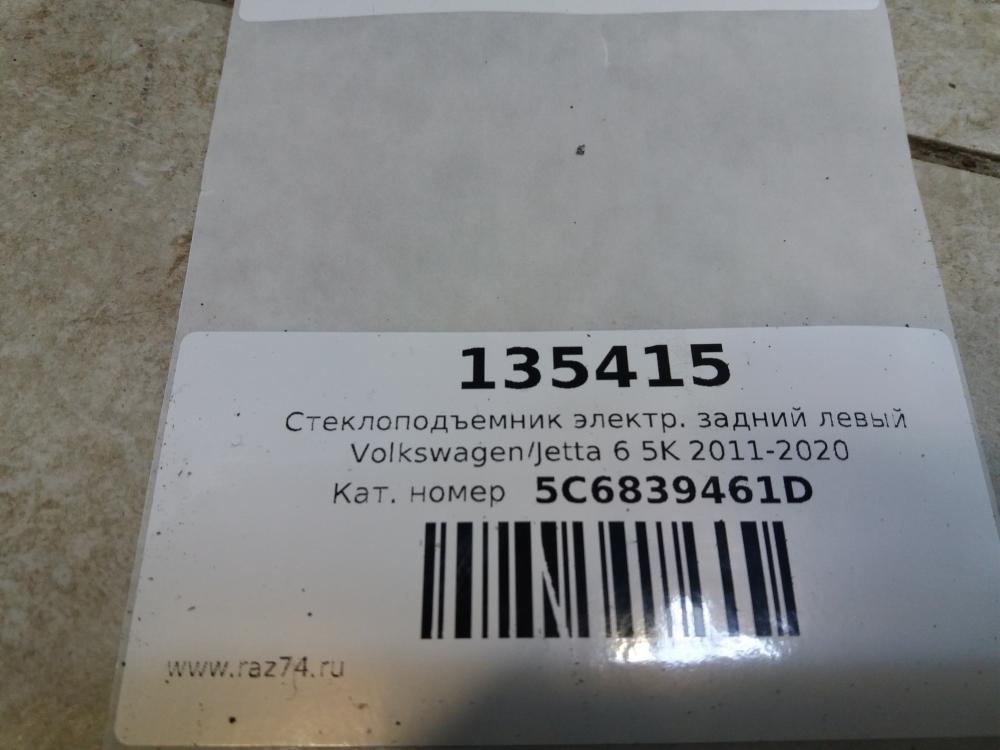 135415
Стеклоподъемник электр. задний левый
Volkswagen/Jetta 6 5K 2011-2020
Кат. номер 5C6839461D
www.raz74.ru